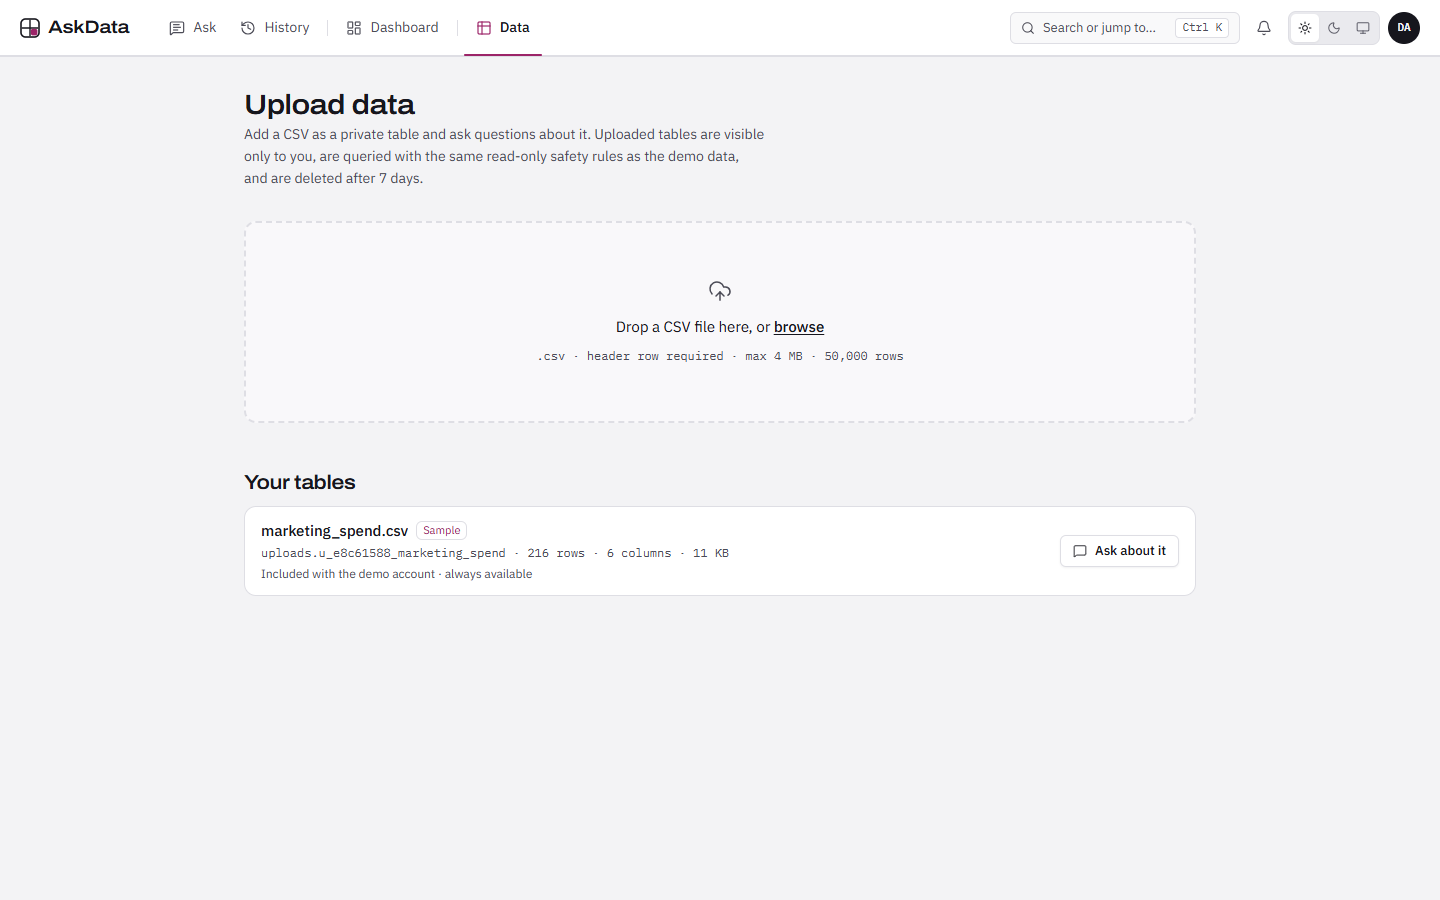 AskData
Ask
History
Dashboard
Data
Search or jump to...
Ctrl K
DA
Upload data
Add a CSV as a private table and ask questions about it. Uploaded tables are visible
only to you, are queried with the same read-only safety rules as the demo data,
and are deleted after 7 days.
Drop a CSV file here, or browse
.csv · header row required · max 4 MB · 50,000 rows
Your tables
marketing_spend.csv Sample
uploads.u_e8c61588_marketing_spend · 216 rows · 6 columns · 11 KB
Included with the demo account · always available
Ask about it